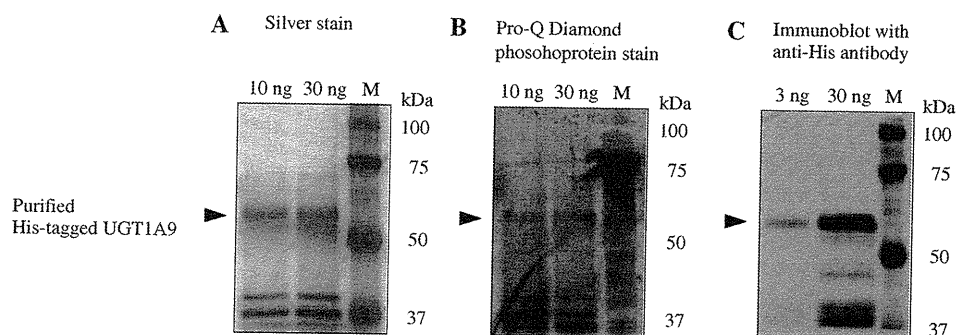 A Silver stain
10 ng 30 ng M
kDa
100
75
50
37
Purified
His-tagged UGT1A9
B Pro-Q Diamond
phosohoprotein stain
10 ng 30 ng M
kDa
100
75
50
37
C Immunoblot with
anti-His antibody
3 ng 30 ng M
kDa
100
75
50
37